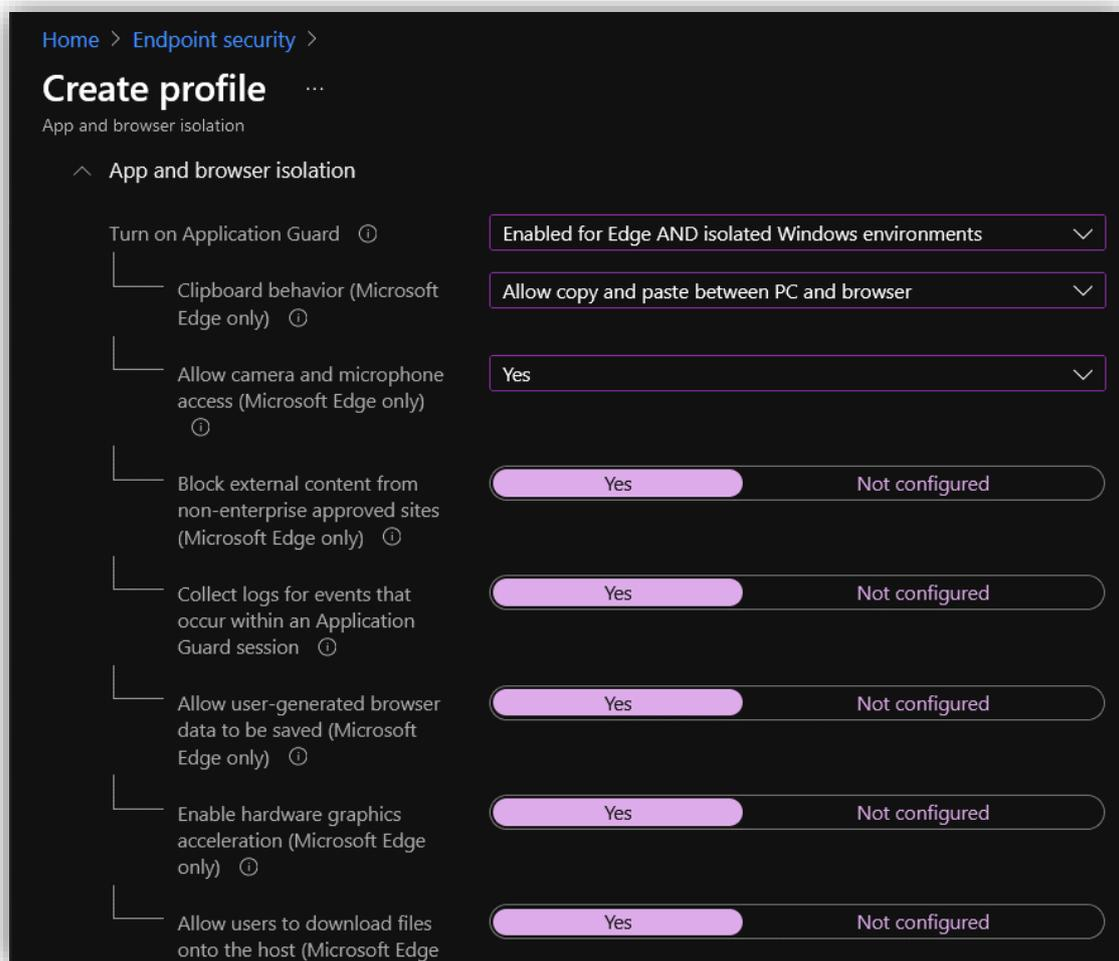 Home > Endpoint security >
Create profile ...
App and browser isolation
App and browser isolation
Turn on Application Guard
Enabled for Edge AND isolated Windows environments
Clipboard behavior (Microsoft
Edge only)
Allow copy and paste between PC and browser
Allow camera and microphone
access (Microsoft Edge only)
Yes
Block external content from
non-enterprise approved sites
(Microsoft Edge only)
Yes Not configured
Collect logs for events that
occur within an Application
Guard session
Yes Not configured
Allow user-generated browser
data to be saved (Microsoft
Edge only)
Yes Not configured
Enable hardware graphics
acceleration (Microsoft Edge
only)
Yes Not configured
Allow users to download files
onto the host (Microsoft Edge
Yes Not configured